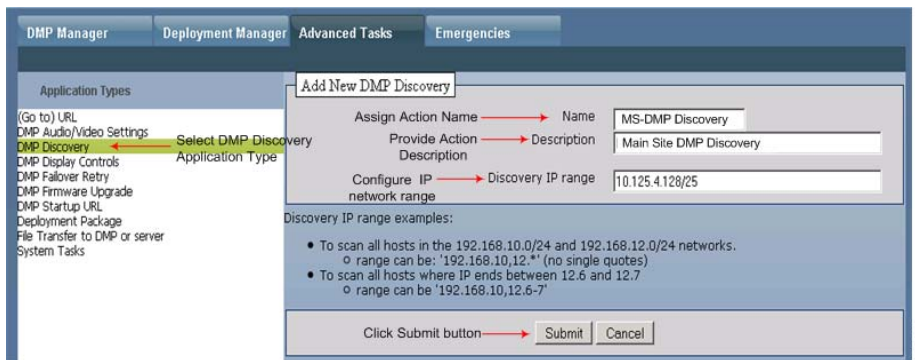 DMP Manager
Deployment Manager
Advanced Tasks
Emergencies
Application Types
(Go to) URL
DMP Audio/Video Settings
DMP Discovery
DMP Display Controls
DMP Failover Retry
DMP Firmware Upgrade
DMP Startup URL
Deployment Package
File Transfer to DMP or server
System Tasks
Select DMP Discovery
Application Type
Add New DMP Discovery
Assign Action Name
Name
MS-DMP Discovery
Provide Action
Description
Description
Main Site DMP Discovery
Configure IP
network range
Discovery IP range
10.125.4.128/25
Discovery IP range examples:
• To scan all hosts in the 192.168.10.0/24 and 192.168.12.0/24 networks.
o range can be: '192.168.10,12.*' (no single quotes)
• To scan all hosts where IP ends between 12.6 and 12.7
o range can be '192.168.10,12.6-7'
Click Submit button
Submit
Cancel